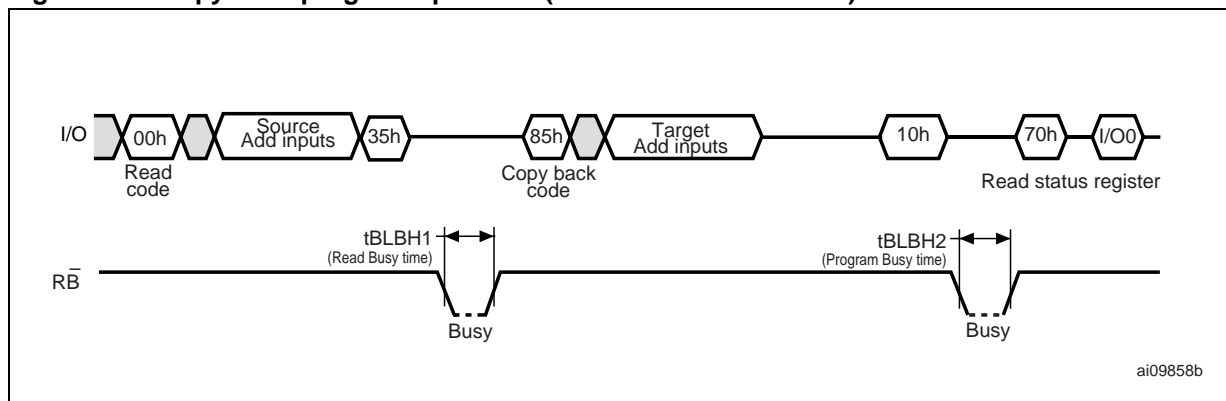 I/O
00h
Source
Add inputs
35h
85h
Target
Add inputs
10h
70h
I/O0
Read
code
Copy back
code
Read status register
tBLBH1
(Read Busy time)
tBLBH2
(Program Busy time)
RB̅
Busy
Busy
ai09858b